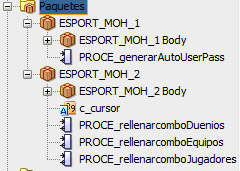 Paquetes
ESPORT_MOH_1
ESPORT_MOH_1 Body
PROCE_generarAutoUserPass
ESPORT_MOH_2
ESPORT_MOH_2 Body
c_cursor
PROCE_rellenarcomboDuenios
PROCE_rellenarcomboEquipos
PROCE_rellenarcomboJugadores